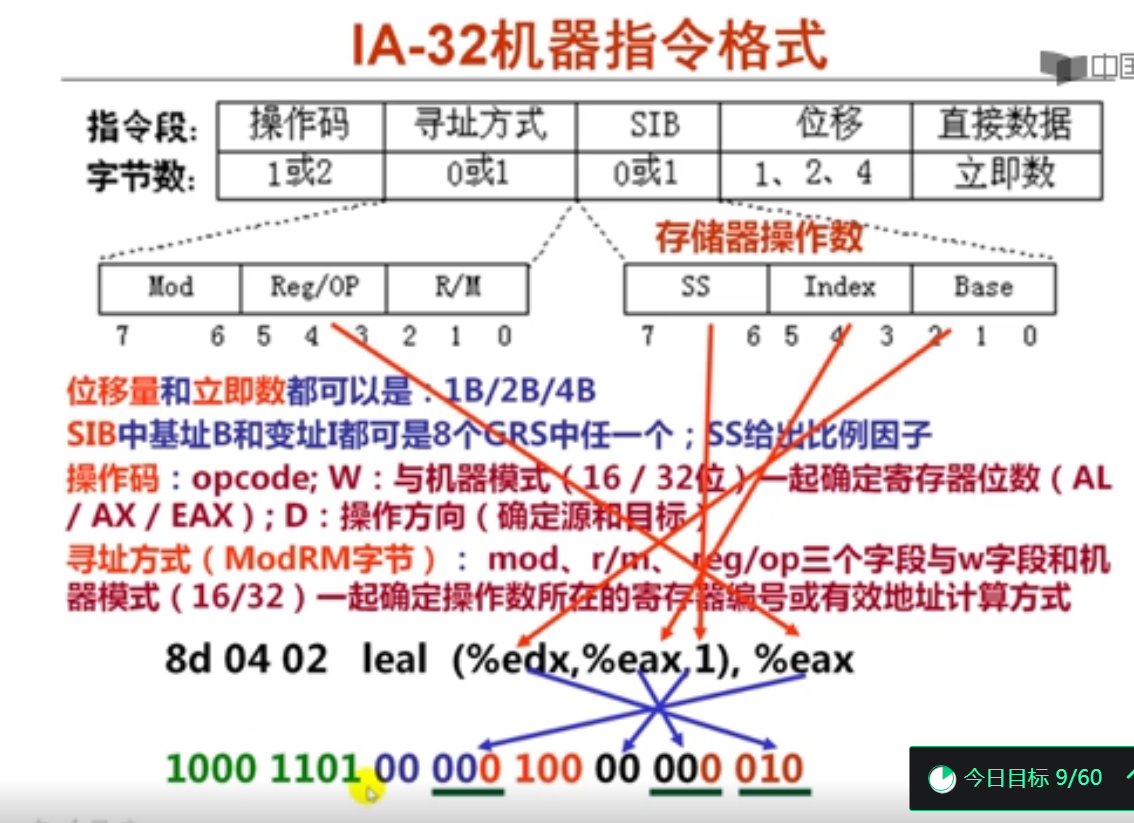 IA-32机器指令格式
中国
指令段: 操作码 寻址方式 SIB 位移 直接数据
字节数: 1或2 0或1 0或1 1、2、4 立即数
存储器操作数
Mod Reg/OP R/M SS Index Base
7 6 5 4 3 2 1 0 7 6 5 4 3 2 1 0
位移量和立即数都可以是：1B/2B/4B
SIB中基址B和变址I都可是8个GRS中任一个；SS给出比例因子
操作码：opcode; W：与机器模式（16 / 32位）一起确定寄存器位数（AL
/ AX / EAX）; D：操作方向（确定源和目标）
寻址方式（ModRM字节）： mod、r/m、 reg/op三个字段与w字段和机
器模式（16/32）一起确定操作数所在的寄存器编号或有效地址计算方式
8d 04 02 leal (%edx,%eax,1), %eax
1000 1101 00 000 100 00 000 010
今日目标 9/60